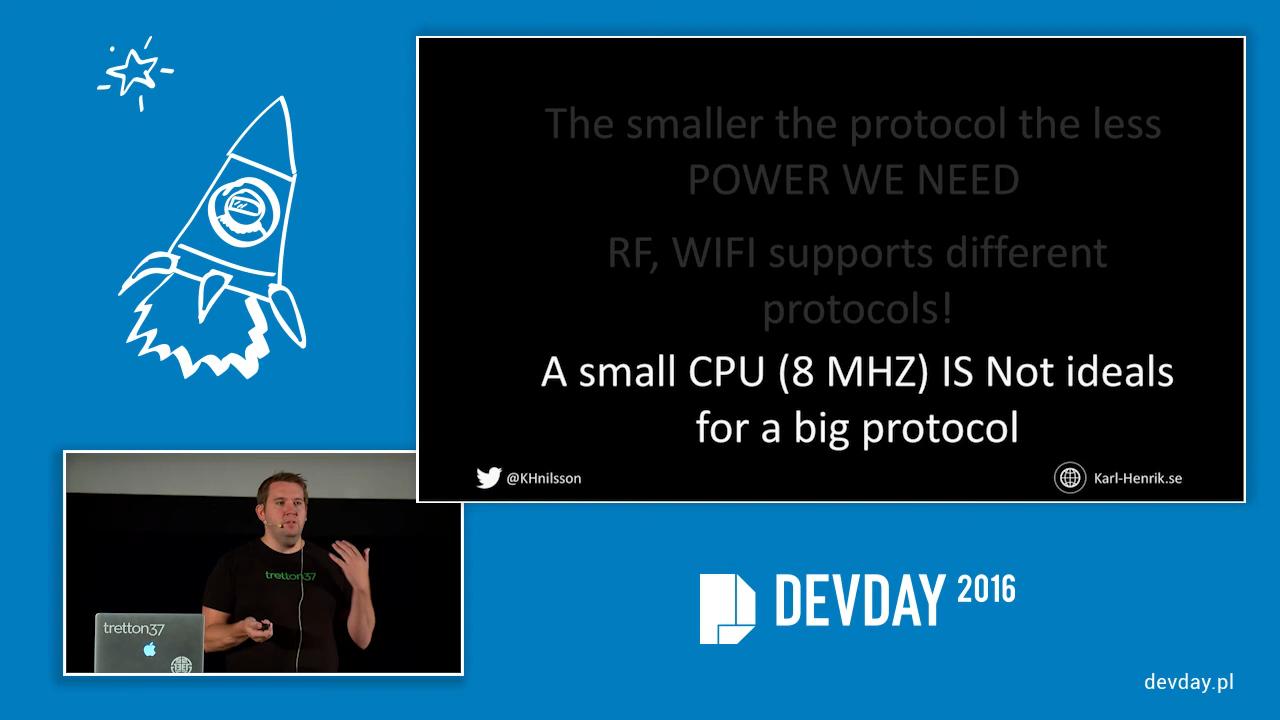 The smaller the protocol the less
POWER WE NEED
RF, WIFI supports different
protocols!
A small CPU (8 MHZ) IS Not ideals
for a big protocol
@KHnilsson
Karl-Henrik.se
tretton37
tretton37
DEVDAY 2016
devday.pl